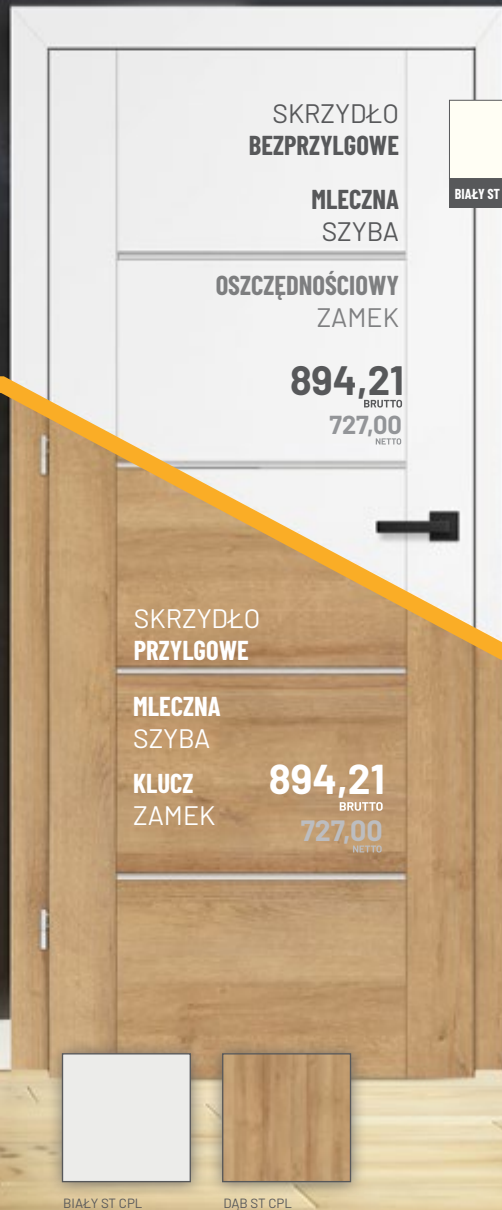 SKRZYDŁO
BEZPRZYLGOWE
MLECZNA
SZYBA
BIAŁY ST
OSZCZĘDNOŚCIOWY
ZAMEK
894,21
BRUTTO
727,00
NETTO
SKRZYDŁO
PRZYLGOWE
MLECZNA
SZYBA
KLUCZ
ZAMEK
894,21
BRUTTO
727,00
NETTO
BIAŁY ST CPL
DĄB ST CPL